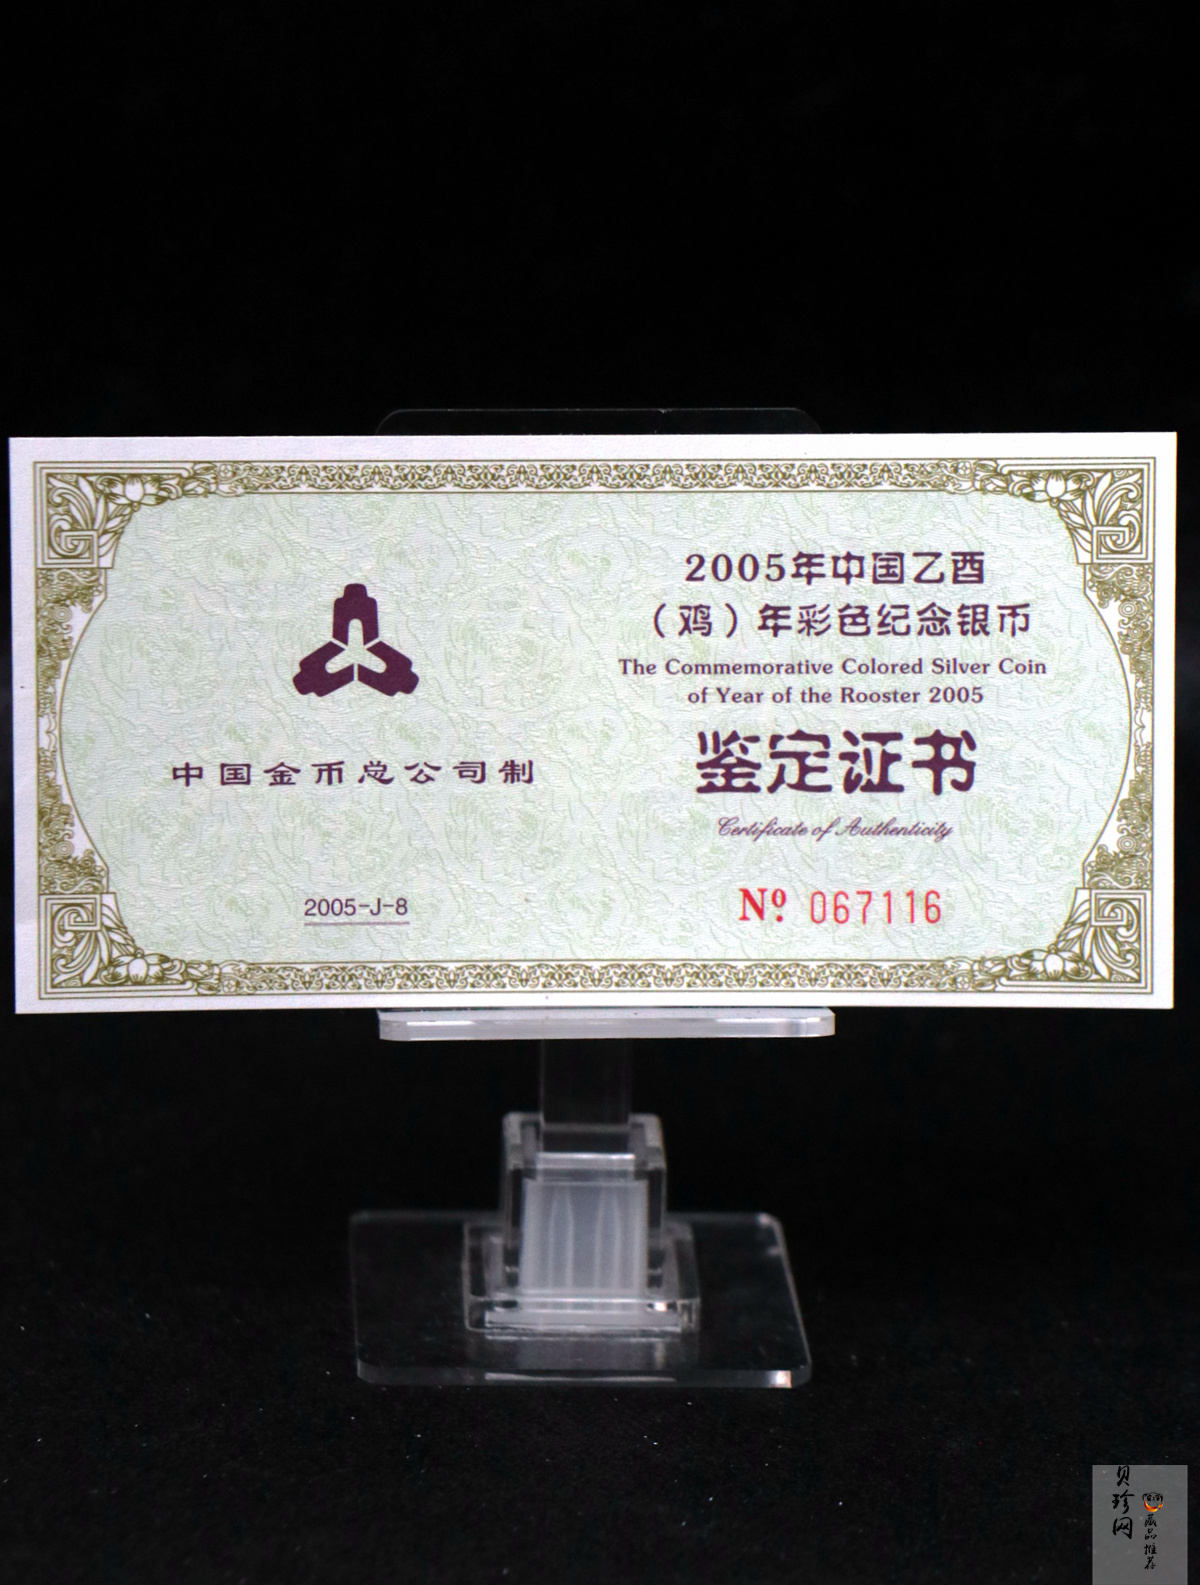 中国金币总公司制
2005-J-8
2005年中国乙酉
（鸡）年彩色纪念银币
The Commemorative Colored Silver Coin
of Year of the Rooster 2005
鉴定证书
Certificate of Authenticity
Nº 067116
贝珍网
藏品推荐